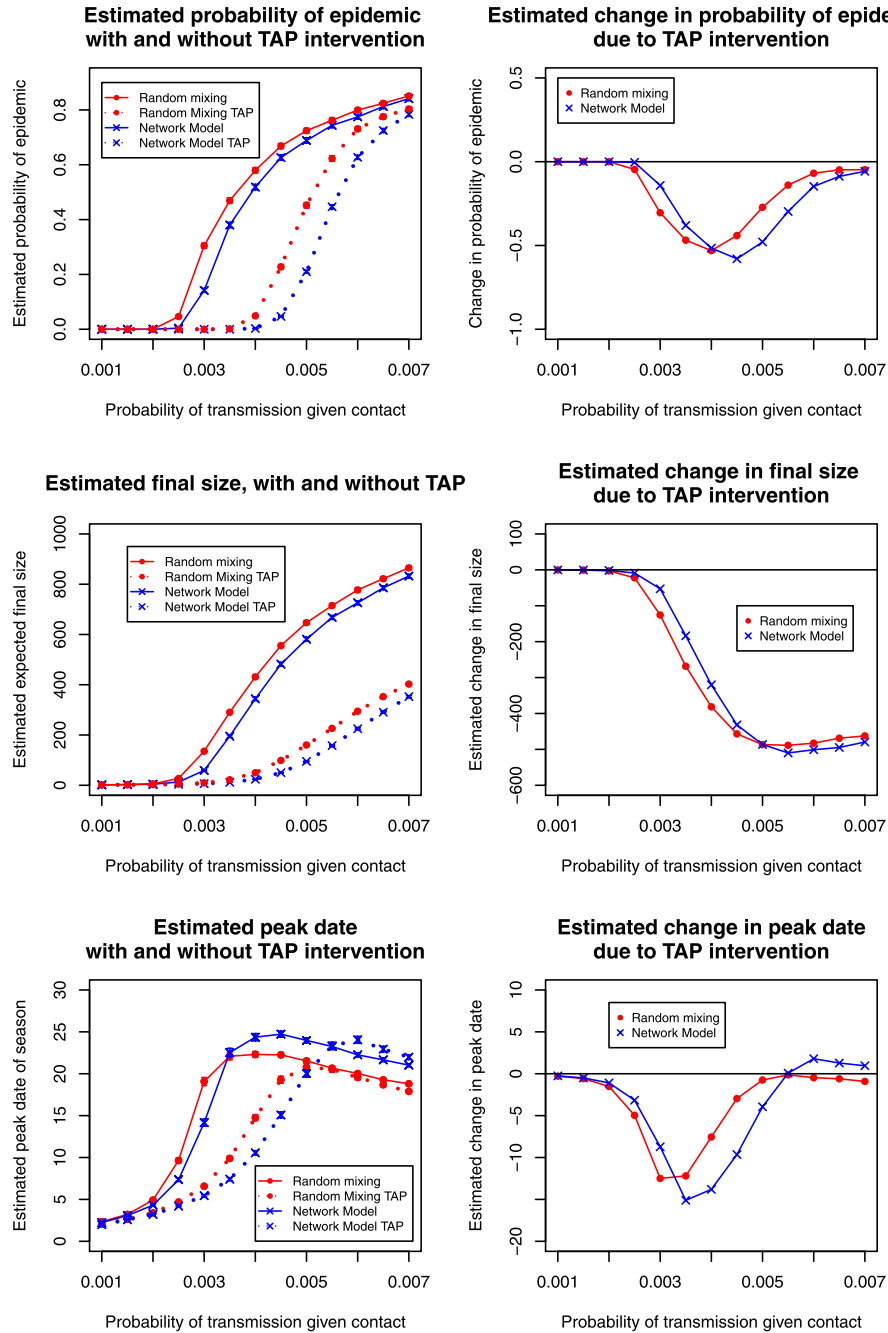 Estimated probability of epidemic
with and without TAP intervention
Estimated probability of epidemic
0.0
0.2
0.4
0.6
0.8
Random mixing
Random Mixing TAP
Network Model
Network Model TAP
0.001
0.003
0.005
0.007
Probability of transmission given contact
Estimated change in probability of epide
due to TAP intervention
Change in probability of epidemic
−1.0
−0.5
0.0
0.5
Random mixing
Network Model
0.001
0.003
0.005
0.007
Probability of transmission given contact
Estimated final size, with and without TAP
Estimated expected final size
0
200
400
600
800
1000
Random mixing
Random Mixing TAP
Network Model
Network Model TAP
0.001
0.003
0.005
0.007
Probability of transmission given contact
Estimated change in final size
due to TAP intervention
Estimated change in final size
−600
−400
−200
0
100
Random mixing
Network Model
0.001
0.003
0.005
0.007
Probability of transmission given contact
Estimated peak date
with and without TAP intervention
Estimated peak date of season
0
5
10
15
20
25
30
Random mixing
Random Mixing TAP
Network Model
Network Model TAP
0.001
0.003
0.005
0.007
Probability of transmission given contact
Estimated change in peak date
due to TAP intervention
Estimated change in peak date
−20
−10
−5
0
5
10
Random mixing
Network Model
0.001
0.003
0.005
0.007
Probability of transmission given contact